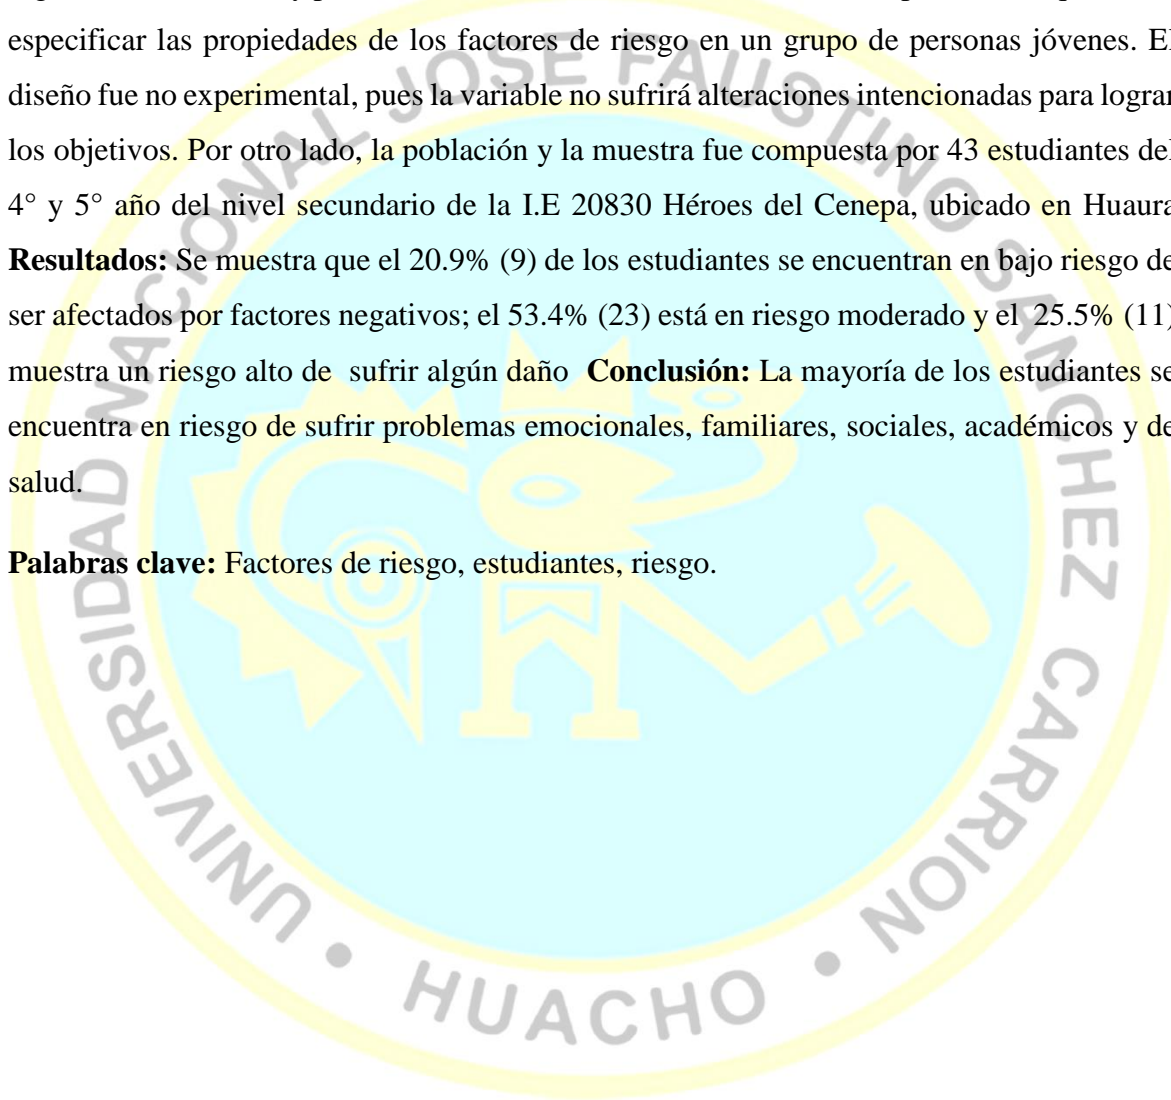 especificar las propiedades de los factores de riesgo en un grupo de personas jóvenes. El
diseño fue no experimental, pues la variable no sufrirá alteraciones intencionadas para lograr
los objetivos. Por otro lado, la población y la muestra fue compuesta por 43 estudiantes del
4° y 5° año del nivel secundario de la I.E 20830 Héroes del Cenepa, ubicado en Huaura
Resultados: Se muestra que el 20.9% (9) de los estudiantes se encuentran en bajo riesgo de
ser afectados por factores negativos; el 53.4% (23) está en riesgo moderado y el 25.5% (11)
muestra un riesgo alto de sufrir algún daño Conclusión: La mayoría de los estudiantes se
encuentra en riesgo de sufrir problemas emocionales, familiares, sociales, académicos y de
salud.
Palabras clave: Factores de riesgo, estudiantes, riesgo.
UNIVERSIDAD NACIONAL JOSE FAUSTINO SANCHEZ CARRION • HUACHO •